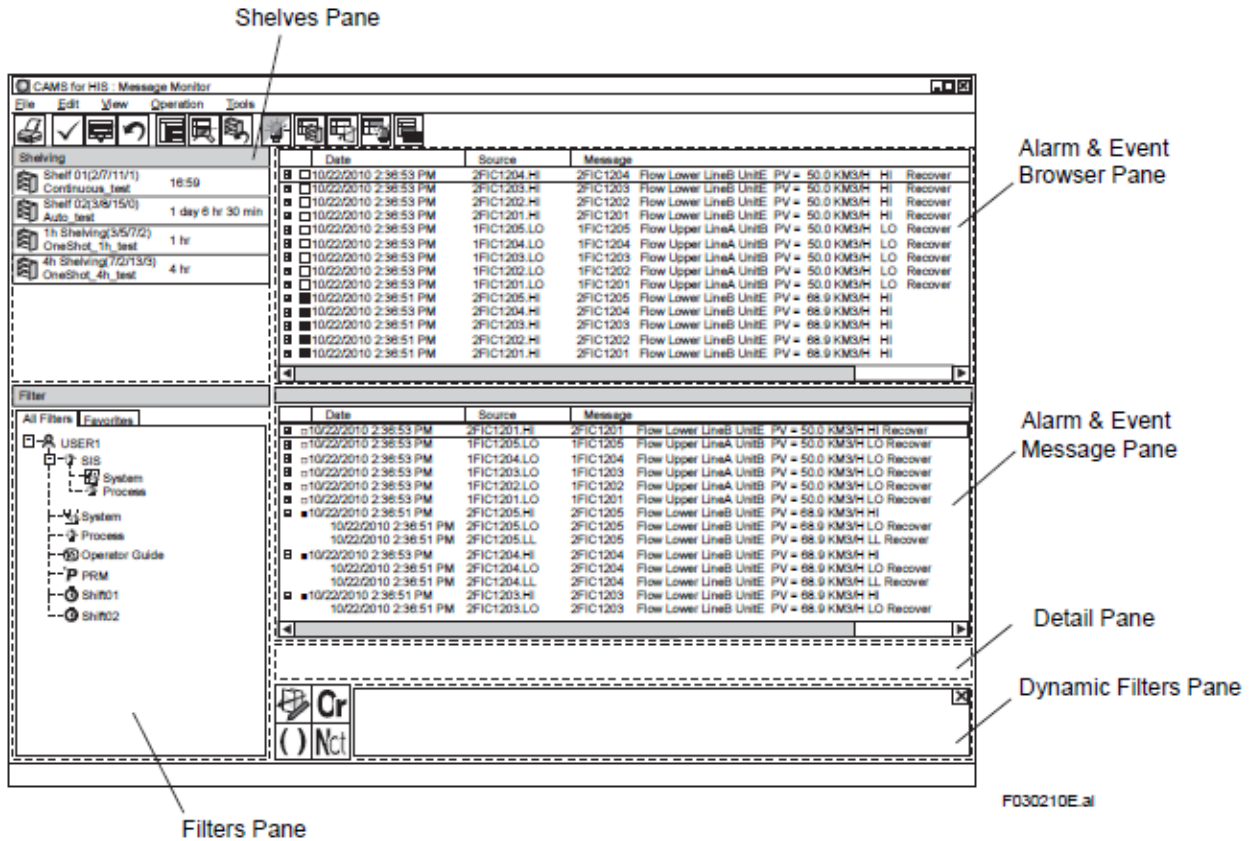 Shelves Pane
CAMS for HIS : Message Monitor
File Edit View Operation Tools
Shelving
Shelf 01(2/7/11/1)
Continuous_test
16:59
Shelf 02(3/8/15/0)
Auto_test
1 day 6 hr 30 min
1h Shelving(3/5/7/2)
OneShot_1h_test
1 hr
4h Shelving(7/2/13/3)
OneShot_4h_test
4 hr
Date Source Message
10/22/2010 2:36:53 PM 2FIC1204.HI 2FIC1204 Flow Lower LineB UnitE PV = 50.0 KM3/H HI Recover
10/22/2010 2:36:53 PM 2FIC1203.HI 2FIC1203 Flow Lower LineB UnitE PV = 50.0 KM3/H HI Recover
10/22/2010 2:36:53 PM 2FIC1202.HI 2FIC1202 Flow Lower LineB UnitE PV = 50.0 KM3/H HI Recover
10/22/2010 2:36:53 PM 2FIC1201.HI 2FIC1201 Flow Lower LineB UnitE PV = 50.0 KM3/H HI Recover
10/22/2010 2:36:53 PM 1FIC1205.LO 1FIC1205 Flow Upper LineA UnitB PV = 50.0 KM3/H LO Recover
10/22/2010 2:36:53 PM 1FIC1204.LO 1FIC1204 Flow Upper LineA UnitB PV = 50.0 KM3/H LO Recover
10/22/2010 2:36:53 PM 1FIC1203.LO 1FIC1203 Flow Upper LineA UnitB PV = 50.0 KM3/H LO Recover
10/22/2010 2:36:53 PM 1FIC1202.LO 1FIC1202 Flow Upper LineA UnitB PV = 50.0 KM3/H LO Recover
10/22/2010 2:36:53 PM 1FIC1201.LO 1FIC1201 Flow Upper LineA UnitB PV = 50.0 KM3/H LO Recover
10/22/2010 2:36:51 PM 2FIC1205.HI 2FIC1205 Flow Lower LineB UnitE PV = 68.9 KM3/H HI
10/22/2010 2:36:53 PM 2FIC1204.HI 2FIC1204 Flow Lower LineB UnitE PV = 68.9 KM3/H HI
10/22/2010 2:36:51 PM 2FIC1203.HI 2FIC1203 Flow Lower LineB UnitE PV = 68.9 KM3/H HI
10/22/2010 2:36:51 PM 2FIC1202.HI 2FIC1202 Flow Lower LineB UnitE PV = 68.9 KM3/H HI
10/22/2010 2:36:51 PM 2FIC1201.HI 2FIC1201 Flow Lower LineB UnitE PV = 68.9 KM3/H HI
Alarm & Event
Browser Pane
Filter
All Filters Favorites
USER1
SIS
System
Process
System
Process
Operator Guide
PRM
Shift01
Shift02
Date Source Message
10/22/2010 2:36:53 PM 2FIC1201.HI 2FIC1201 Flow Lower LineB UnitE PV = 50.0 KM3/H HI Recover
10/22/2010 2:36:53 PM 1FIC1205.LO 1FIC1205 Flow Upper LineA UnitB PV = 50.0 KM3/H LO Recover
10/22/2010 2:36:53 PM 1FIC1204.LO 1FIC1204 Flow Upper LineA UnitB PV = 50.0 KM3/H LO Recover
10/22/2010 2:36:53 PM 1FIC1203.LO 1FIC1203 Flow Upper LineA UnitB PV = 50.0 KM3/H LO Recover
10/22/2010 2:36:53 PM 1FIC1202.LO 1FIC1202 Flow Upper LineA UnitB PV = 50.0 KM3/H LO Recover
10/22/2010 2:36:53 PM 1FIC1201.LO 1FIC1201 Flow Upper LineA UnitB PV = 50.0 KM3/H LO Recover
10/22/2010 2:36:51 PM 2FIC1205.HI 2FIC1205 Flow Lower LineB UnitE PV = 68.9 KM3/H HI
10/22/2010 2:36:51 PM 2FIC1205.LO 2FIC1205 Flow Lower LineB UnitE PV = 68.9 KM3/H LO Recover
10/22/2010 2:36:51 PM 2FIC1205.LL 2FIC1205 Flow Lower LineB UnitE PV = 68.9 KM3/H LL Recover
10/22/2010 2:36:53 PM 2FIC1204.HI 2FIC1204 Flow Lower LineB UnitE PV = 68.9 KM3/H HI
10/22/2010 2:36:51 PM 2FIC1204.LO 2FIC1204 Flow Lower LineB UnitE PV = 68.9 KM3/H LO Recover
10/22/2010 2:36:51 PM 2FIC1204.LL 2FIC1204 Flow Lower LineB UnitE PV = 68.9 KM3/H LL Recover
10/22/2010 2:36:51 PM 2FIC1203.HI 2FIC1203 Flow Lower LineB UnitE PV = 68.9 KM3/H HI
10/22/2010 2:36:51 PM 2FIC1203.LO 2FIC1203 Flow Lower LineB UnitE PV = 68.9 KM3/H LO Recover
Alarm & Event
Message Pane
Detail Pane
Dynamic Filters Pane
Or
( ) Not
F030210E.ai
Filters Pane